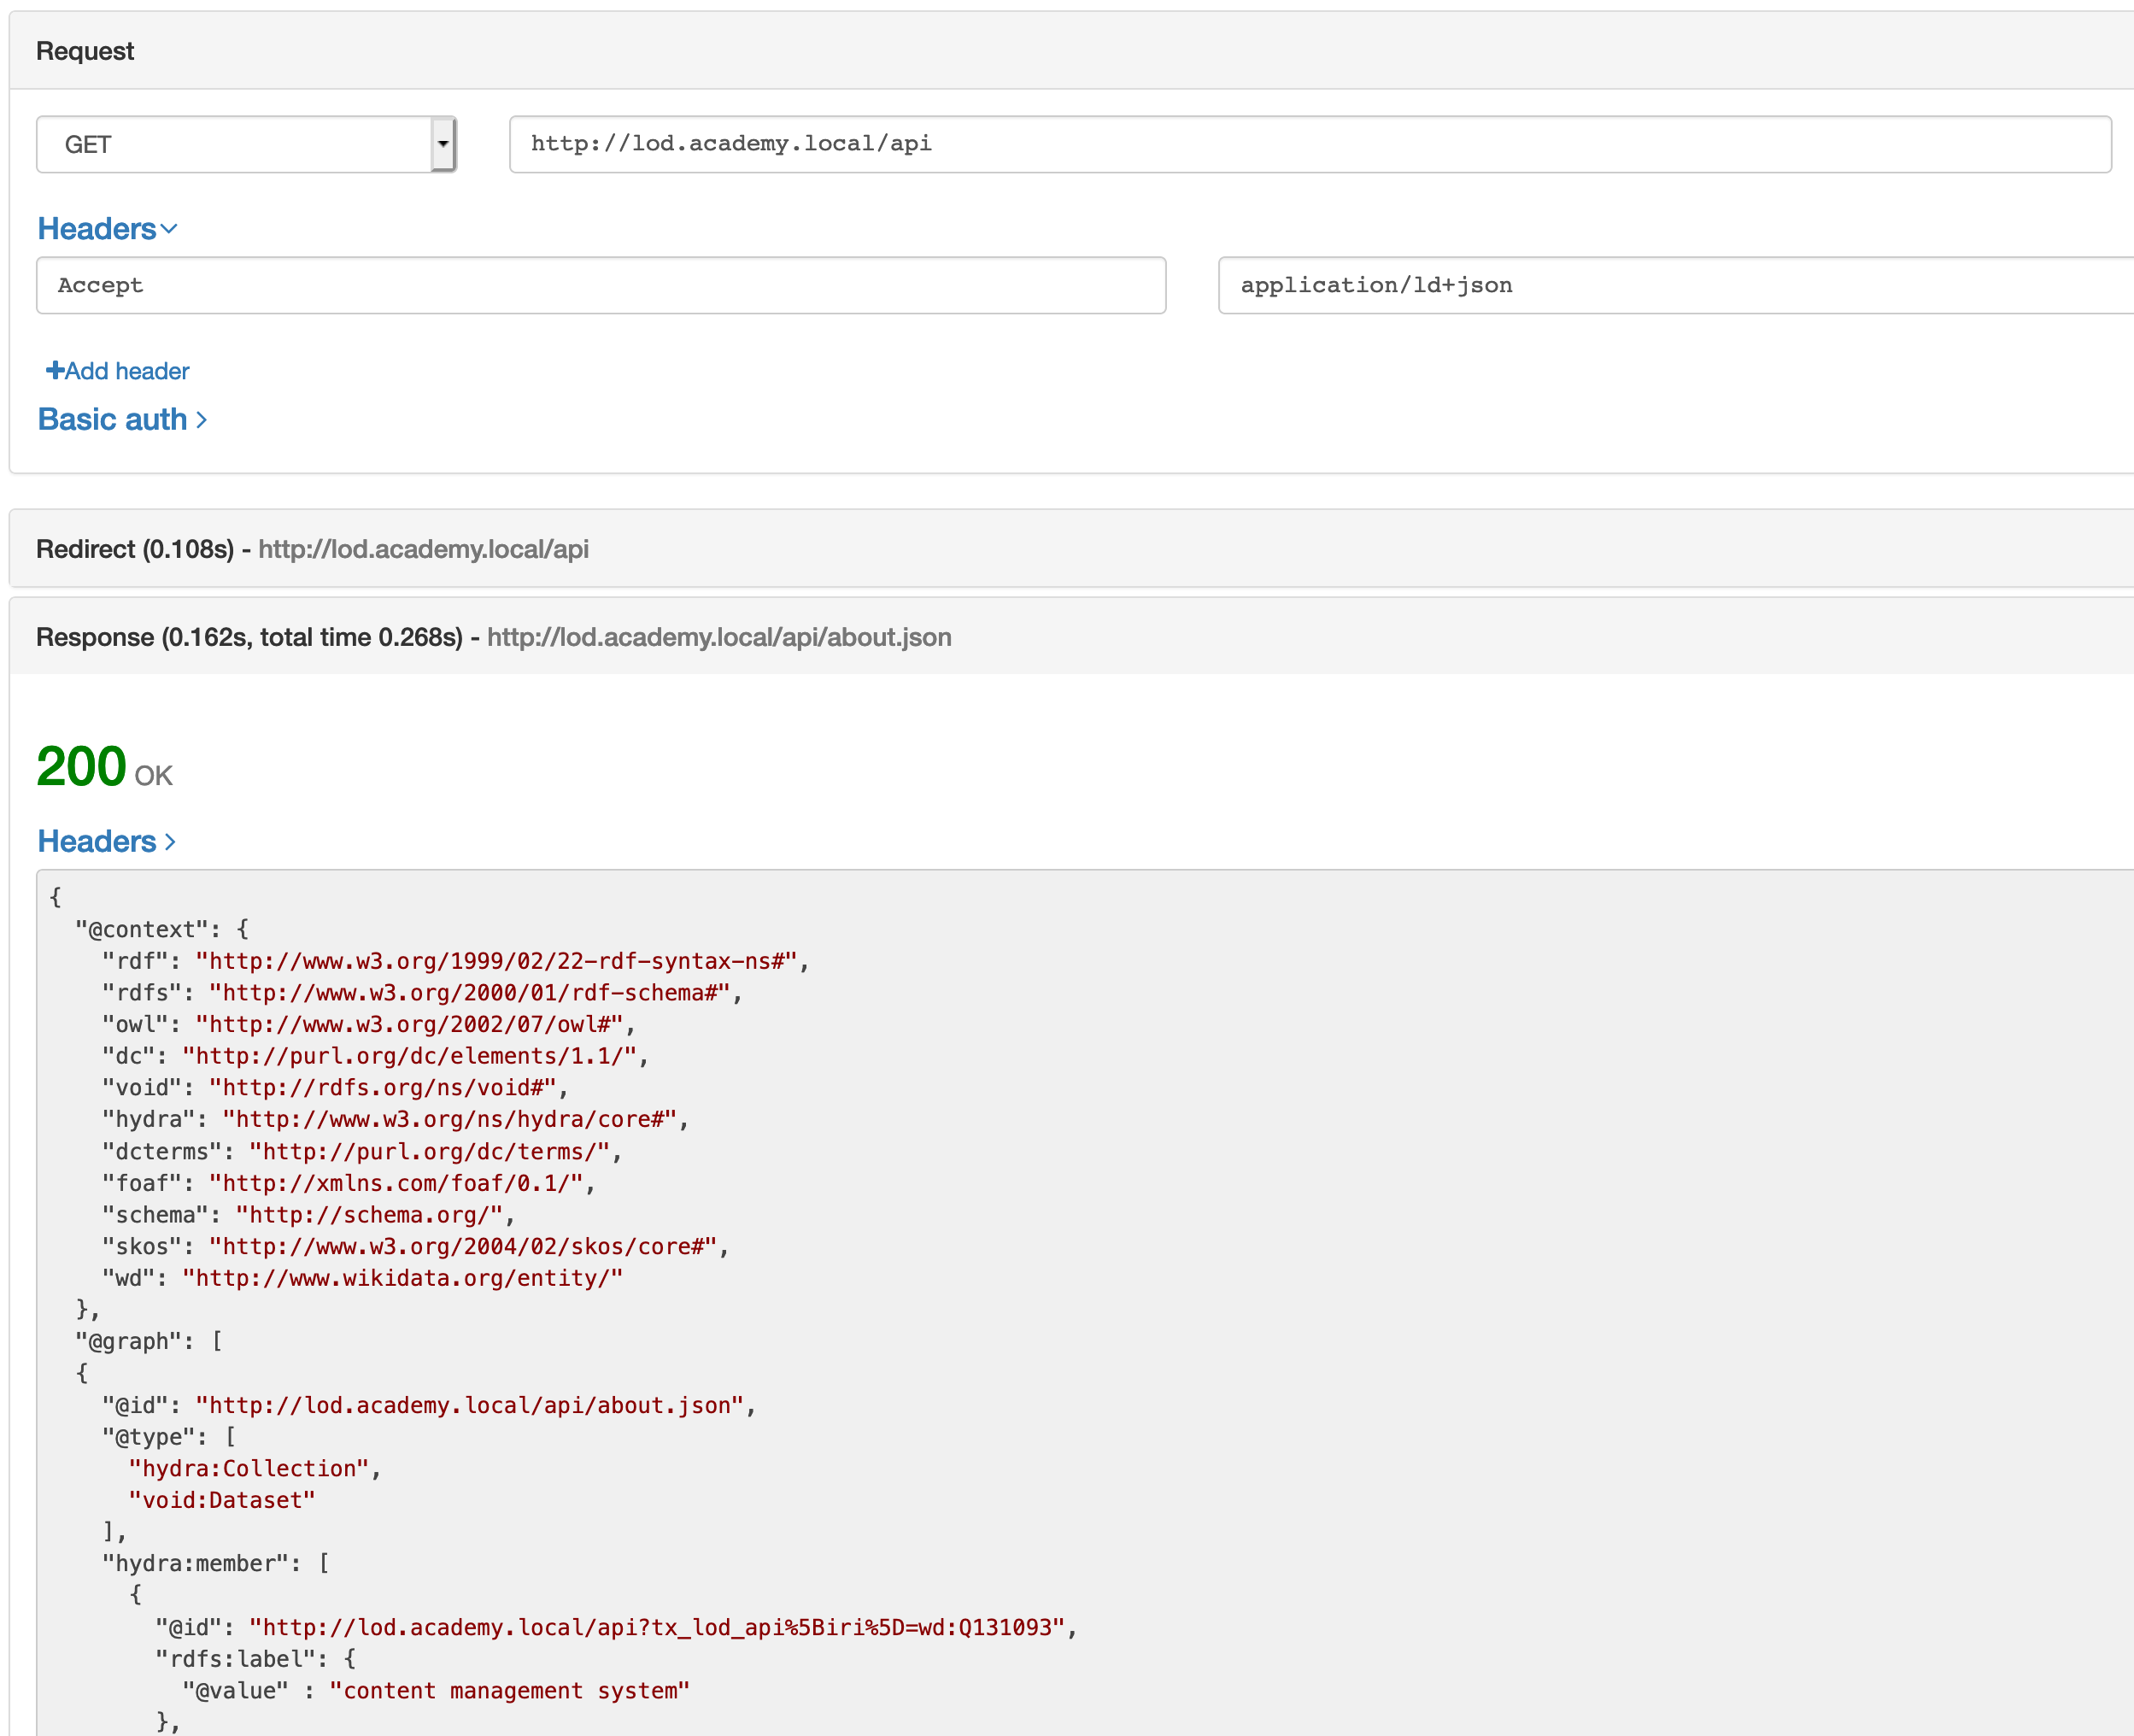 Request
GET http://lod.academy.local/api
Headers
Accept application/ld+json
Add header
Basic auth
Redirect (0.108s) - http://lod.academy.local/api
Response (0.162s, total time 0.268s) - http://lod.academy.local/api/about.json
200 OK
Headers
{
  "@context": {
    "rdf": "http://www.w3.org/1999/02/22-rdf-syntax-ns#",
    "rdfs": "http://www.w3.org/2000/01/rdf-schema#",
    "owl": "http://www.w3.org/2002/07/owl#",
    "dc": "http://purl.org/dc/elements/1.1/",
    "void": "http://rdfs.org/ns/void#",
    "hydra": "http://www.w3.org/ns/hydra/core#",
    "dcterms": "http://purl.org/dc/terms/",
    "foaf": "http://xmlns.com/foaf/0.1/",
    "schema": "http://schema.org/",
    "skos": "http://www.w3.org/2004/02/skos/core#",
    "wd": "http://www.wikidata.org/entity/"
  },
  "@graph": [
  {
    "@id": "http://lod.academy.local/api/about.json",
    "@type": [
      "hydra:Collection",
      "void:Dataset"
    ],
    "hydra:member": [
      {
        "@id": "http://lod.academy.local/api?tx_lod_api%5Biri%5D=wd:Q131093",
        "rdfs:label": {
          "@value" : "content management system"
        },